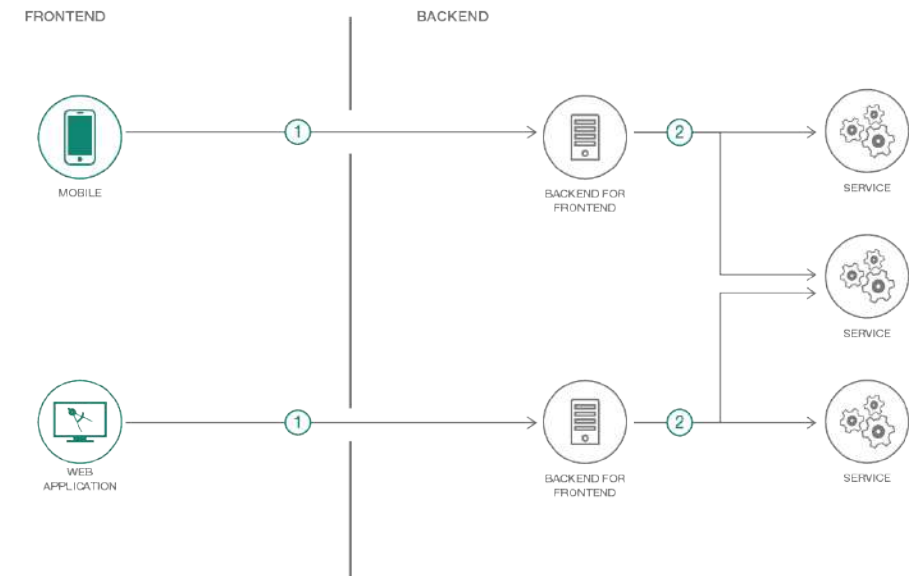 FRONTEND
BACKEND
1
2
MOBILE
BACKEND FOR
FRONTEND
SERVICE
SERVICE
1
2
WEB
APPLICATION
BACKEND FOR
FRONTEND
SERVICE